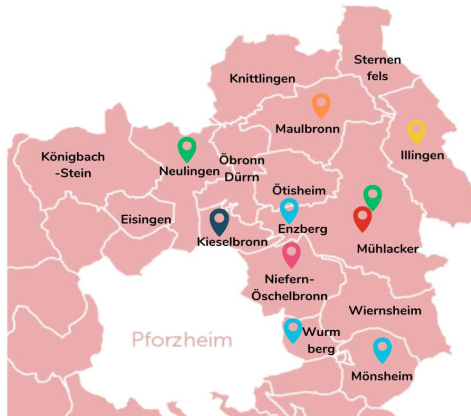 Sternen
fels
Knittlingen
Maulbronn
Illingen
Königbach
-Stein
Neulingen
Öbronn
Dürrn
Ötisheim
Eisingen
Kieselbronn
Enzberg
Mühlacker
Niefern-
Öschelbronn
Wiernsheim
Pforzheim
Wurm
berg
Mönsheim